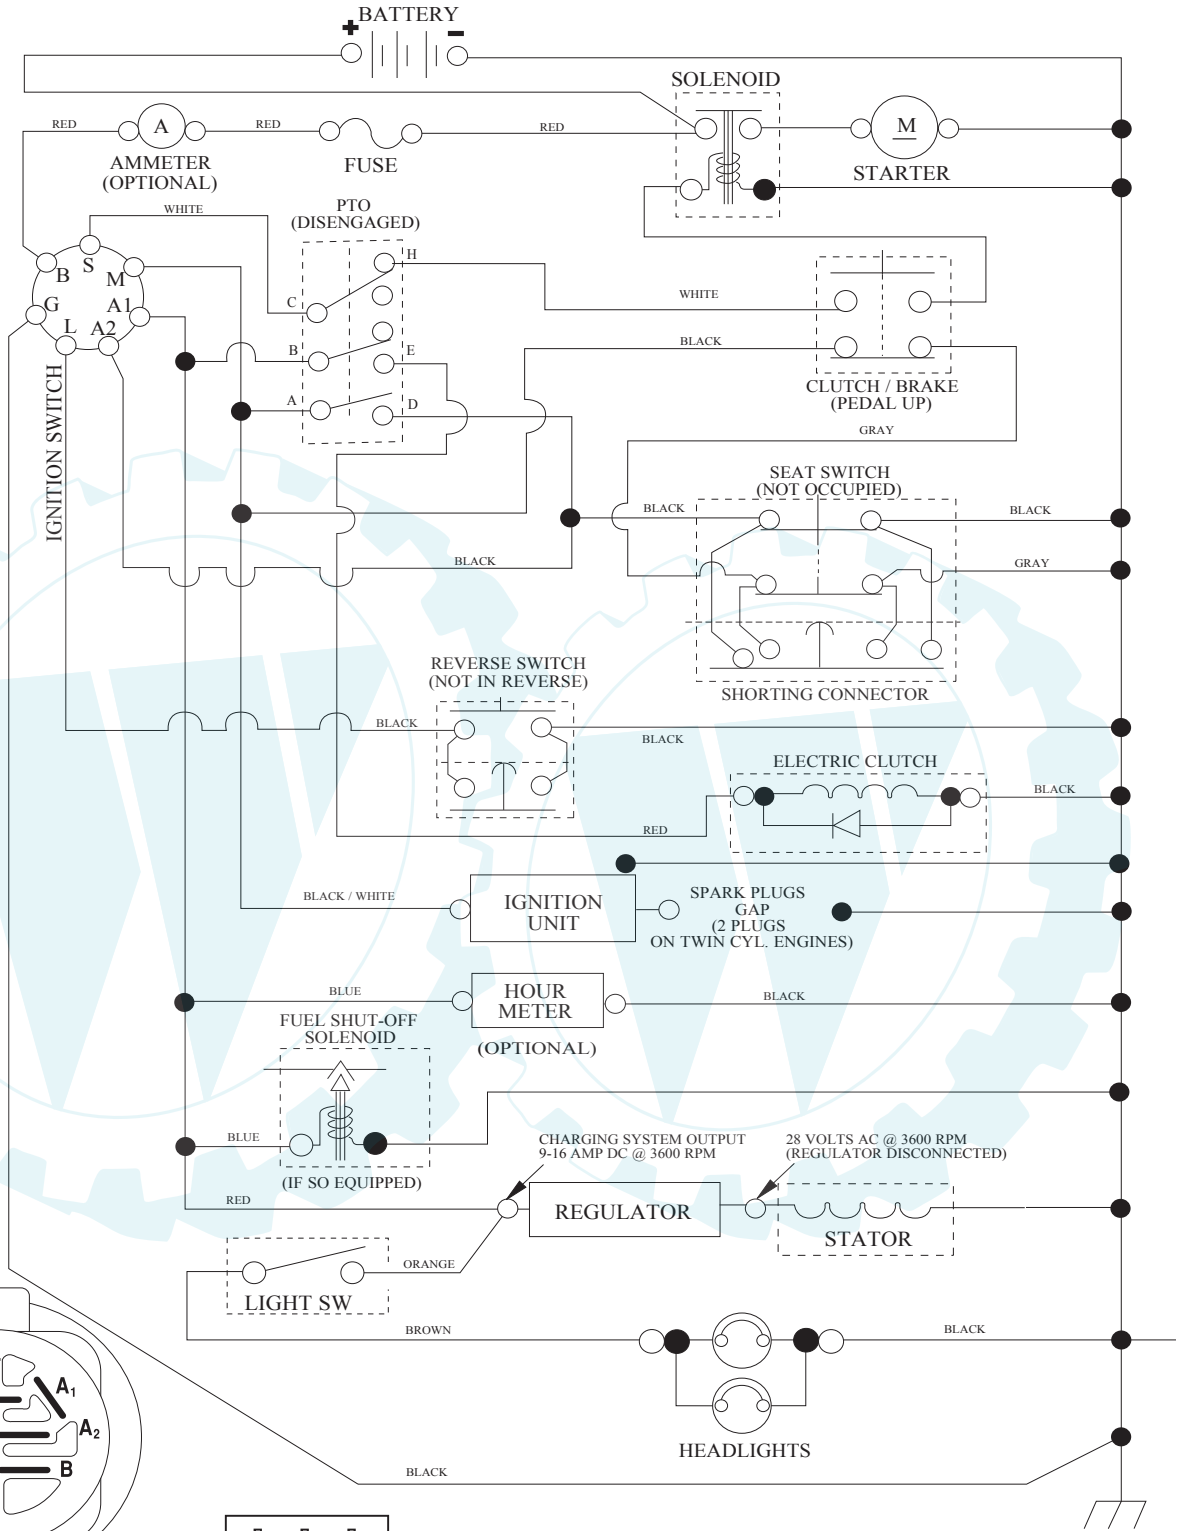 BATTERY
+ -
SOLENOID
RED
A
RED
RED
M
AMMETER
(OPTIONAL)
FUSE
STARTER
WHITE
PTO
(DISENGAGED)
H
B
S
M
C
WHITE
G
A1
L
A2
B
E
BLACK
A
D
CLUTCH / BRAKE
(PEDAL UP)
IGNITION SWITCH
GRAY
SEAT SWITCH
(NOT OCCUPIED)
BLACK
BLACK
BLACK
GRAY
REVERSE SWITCH
(NOT IN REVERSE)
SHORTING CONNECTOR
BLACK
BLACK
ELECTRIC CLUTCH
BLACK
RED
BLACK / WHITE
IGNITION
UNIT
SPARK PLUGS
GAP
(2 PLUGS
ON TWIN CYL. ENGINES)
BLUE
HOUR
METER
BLACK
(OPTIONAL)
FUEL SHUT-OFF
SOLENOID
BLUE
CHARGING SYSTEM OUTPUT
9-16 AMP DC @ 3600 RPM
28 VOLTS AC @ 3600 RPM
(REGULATOR DISCONNECTED)
(IF SO EQUIPPED)
RED
REGULATOR
STATOR
ORANGE
LIGHT SW
BROWN
BLACK
A₁
A₂
B
HEADLIGHTS
BLACK